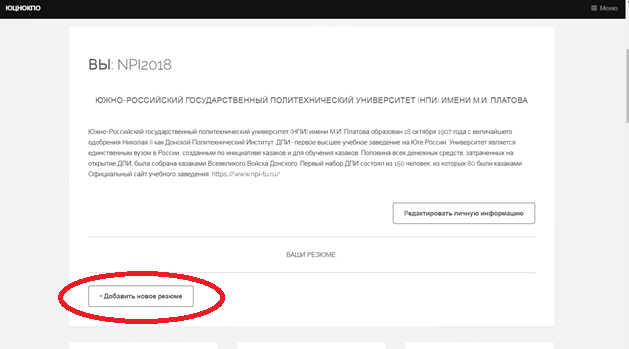 ЮЦНОКПО
Меню
ВЫ: NPI2018
ЮЖНО-РОССИЙСКИЙ ГОСУДАРСТВЕННЫЙ ПОЛИТЕХНИЧЕСКИЙ УНИВЕРСИТЕТ (НПИ) ИМЕНИ М.И. ПЛАТОВА
Южно-Российский государственный политехнический университет (НПИ) имени М.И. Платова образован 18 октября 1907 года с величайшего
одобрения Николая II как Донской Политехнический Институт. ДПИ- первое высшее учебное заведение на Юге России. Университет является
единственным вузом в России, созданным по инициативе казаков и для обучения казаков. Половина всех денежных средств, затраченных на
открытие ДПИ, была собрана казаками Всевеликого Войска Донского. Первый набор ДПИ состоял из 150 человек, из которых 80 были казаками.
Официальный сайт учебного заведения: https://www.npi-tu.ru/
Редактировать личную информацию
ВАШИ РЕЗЮМЕ
+ Добавить новое резюме